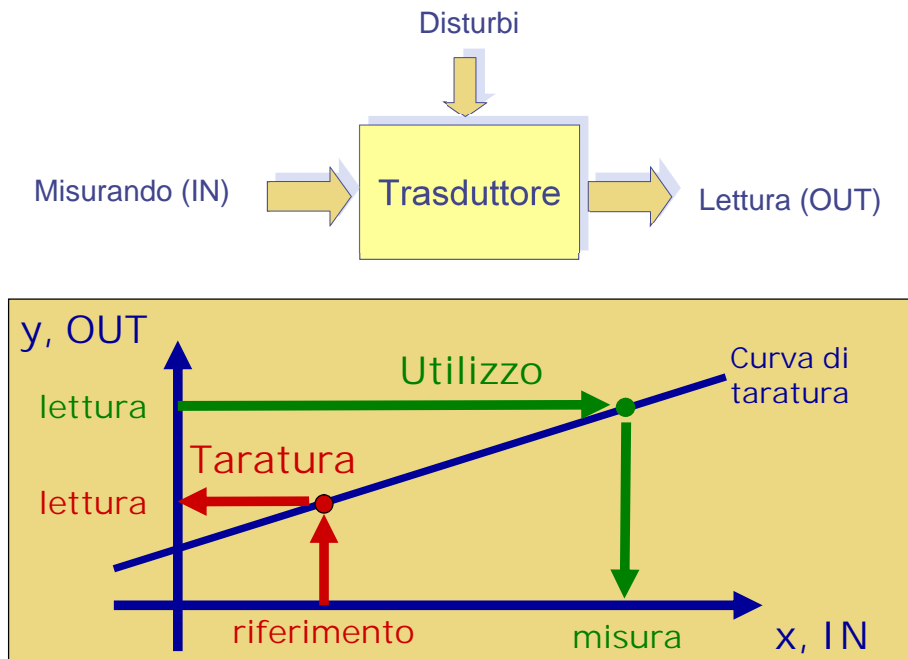 Disturbi
Misurando (IN)
Trasduttore
Lettura (OUT)
y, OUT
Utilizzo
Curva di
taratura
lettura
Taratura
lettura
riferimento
misura
x, IN